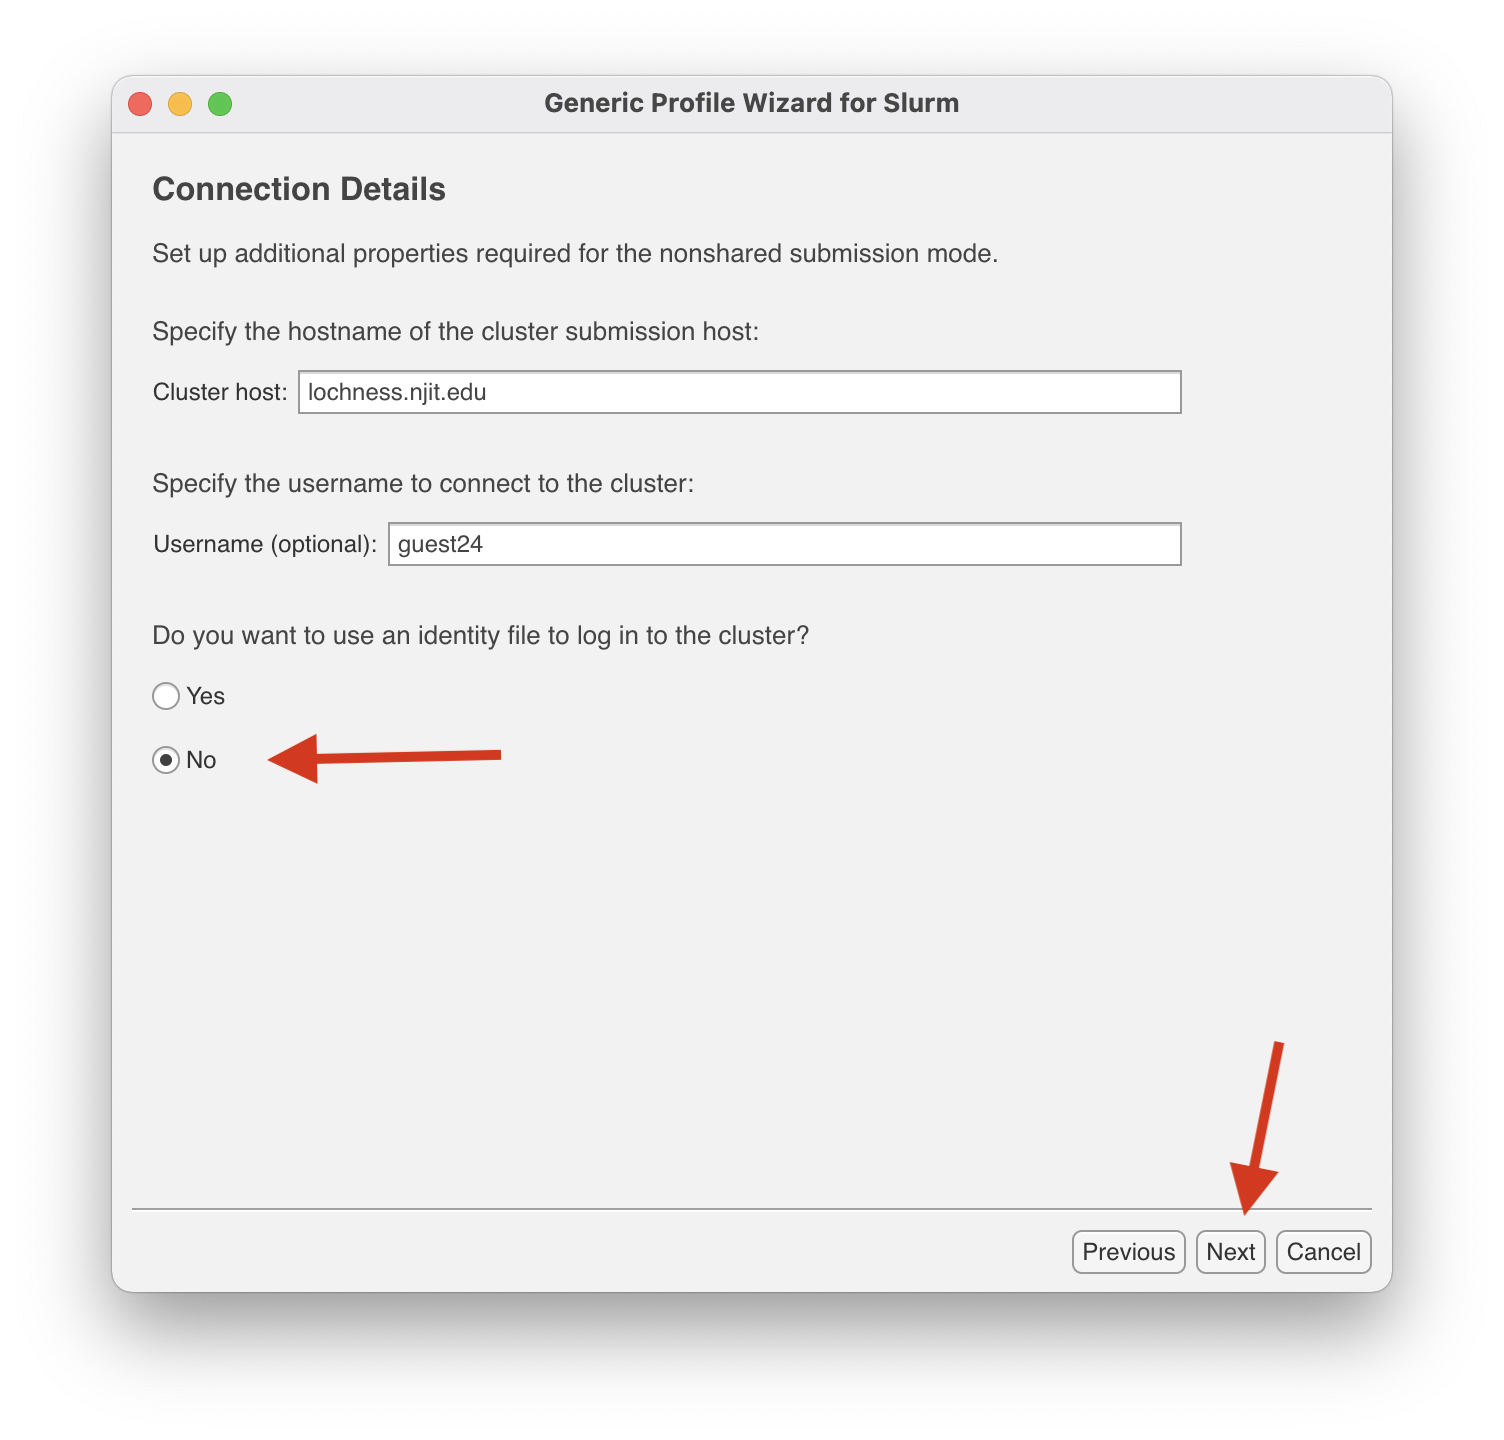 Generic Profile Wizard for Slurm
Connection Details
Set up additional properties required for the nonshared submission mode.
Specify the hostname of the cluster submission host:
Cluster host: lochness.njit.edu
Specify the username to connect to the cluster:
Username (optional): guest24
Do you want to use an identity file to log in to the cluster?
Yes
No
Previous Next Cancel